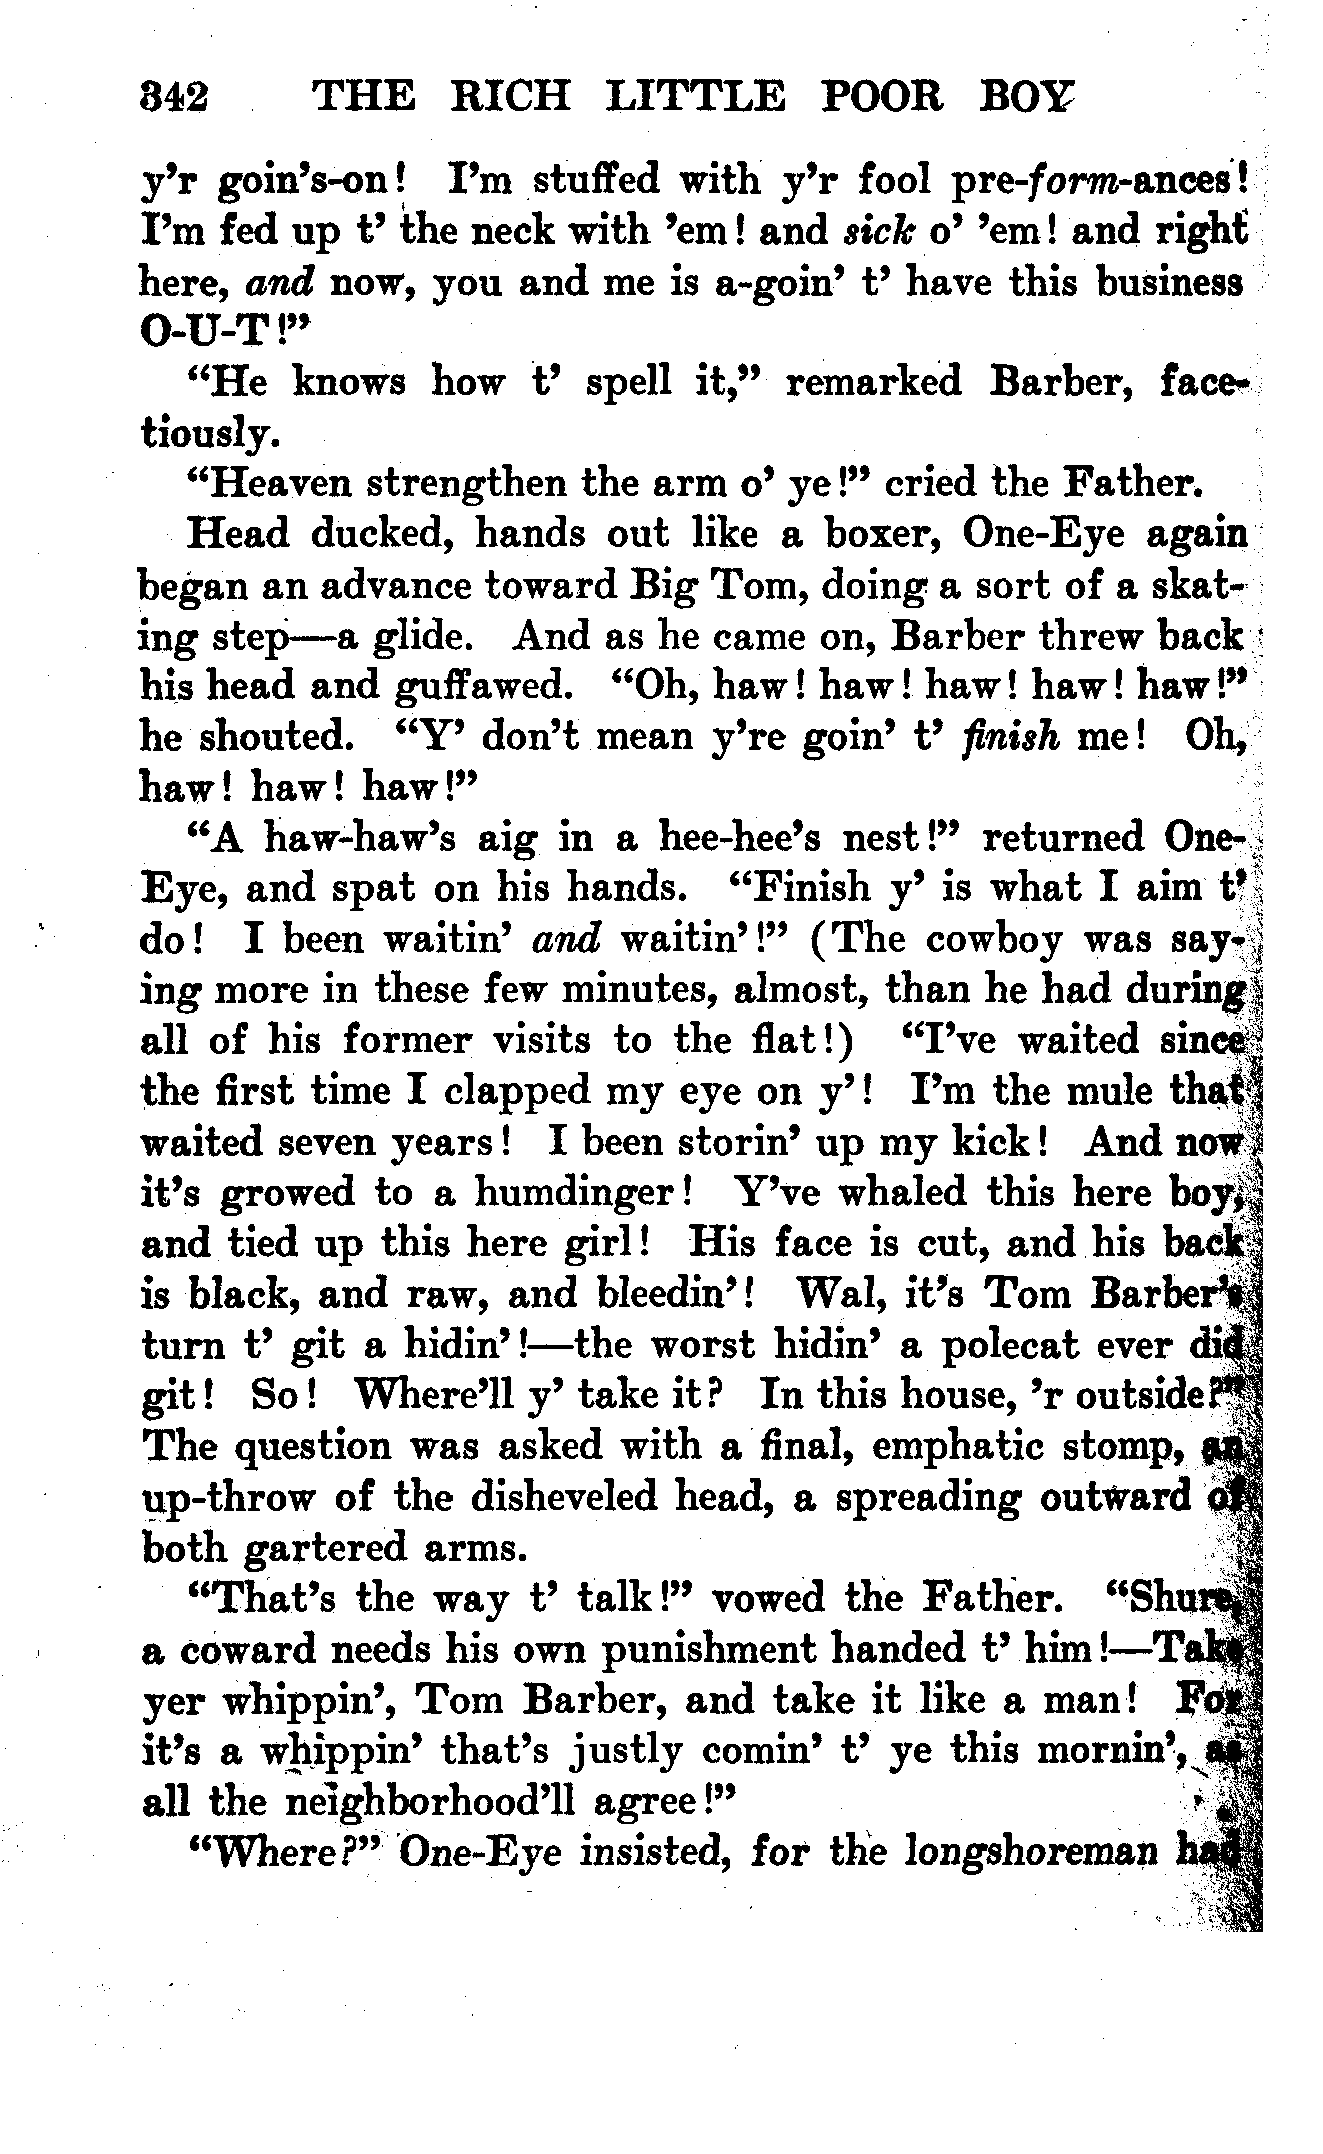 342 THE RICH LITTLE POOR BOY
y’r goin’s-on! I’m stuffed with y’r fool pre-form-ances!
I’m fed up t’ the neck with ’em! and sick o’ ’em! and right
here, and now, you and me is a-goin’ t’ have this business
O-U-T!”
“He knows how t’ spell it,” remarked Barber, face-
tiously.
“Heaven strengthen the arm o’ ye!” cried the Father.
Head ducked, hands out like a boxer, One-Eye again
began an advance toward Big Tom, doing a sort of a skat-
ing step—a glide. And as he came on, Barber threw back
his head and guffawed. “Oh, haw! haw! haw! haw! haw!”
he shouted. “Y’ don’t mean y’re goin’ t’ finish me! Oh,
haw! haw! haw!”
“A haw-haw’s aig in a hee-hee’s nest!” returned One-
Eye, and spat on his hands. “Finish y’ is what I aim t’
do! I been waitin’ and waitin’!” (The cowboy was say-
ing more in these few minutes, almost, than he had during
all of his former visits to the flat!) “I’ve waited since
the first time I clapped my eye on y’! I’m the mule that
waited seven years! I been storin’ up my kick! And now
it’s growed to a humdinger! Y’ve whaled this here boy,
and tied up this here girl! His face is cut, and his back
is black, and raw, and bleedin’! Wal, it’s Tom Barber’s
turn t’ git a hidin’!—the worst hidin’ a polecat ever did
git! So! Where’ll y’ take it? In this house, ’r outside?”
The question was asked with a final, emphatic stomp, an
up-throw of the disheveled head, a spreading outward of
both gartered arms.
“That’s the way t’ talk!” vowed the Father. “Shure,
a coward needs his own punishment handed t’ him!—Take
yer whippin’, Tom Barber, and take it like a man! For
it’s a whippin’ that’s justly comin’ t’ ye this mornin’, as
all the neighborhood’ll agree!”
“Where?” One-Eye insisted, for the longshoreman had